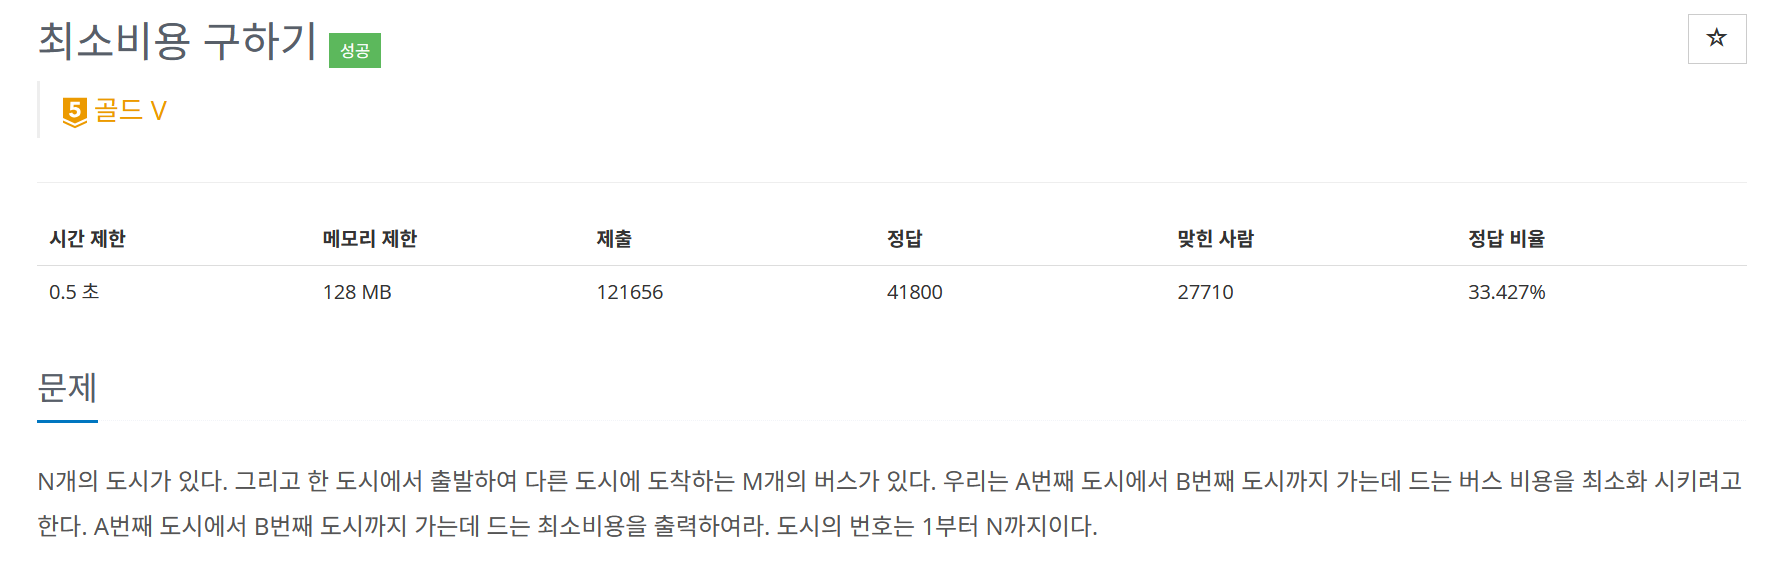 최소비용 구하기 성공
☆
5 골드 V
시간 제한 메모리 제한 제출 정답 맞힌 사람 정답 비율
0.5 초 128 MB 121656 41800 27710 33.427%
문제
N개의 도시가 있다. 그리고 한 도시에서 출발하여 다른 도시에 도착하는 M개의 버스가 있다. 우리는 A번째 도시에서 B번째 도시까지 가는데 드는 버스 비용을 최소화 시키려고
한다. A번째 도시에서 B번째 도시까지 가는데 드는 최소비용을 출력하여라. 도시의 번호는 1부터 N까지이다.